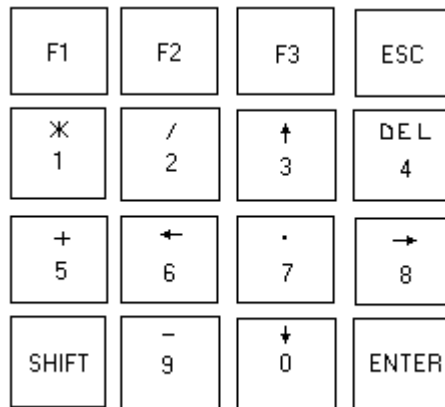 F1 F2 F3 ESC
* / ↑ DEL
1 2 3 4
+ ← . →
5 6 7 8
- ↓
SHIFT 9 0 ENTER